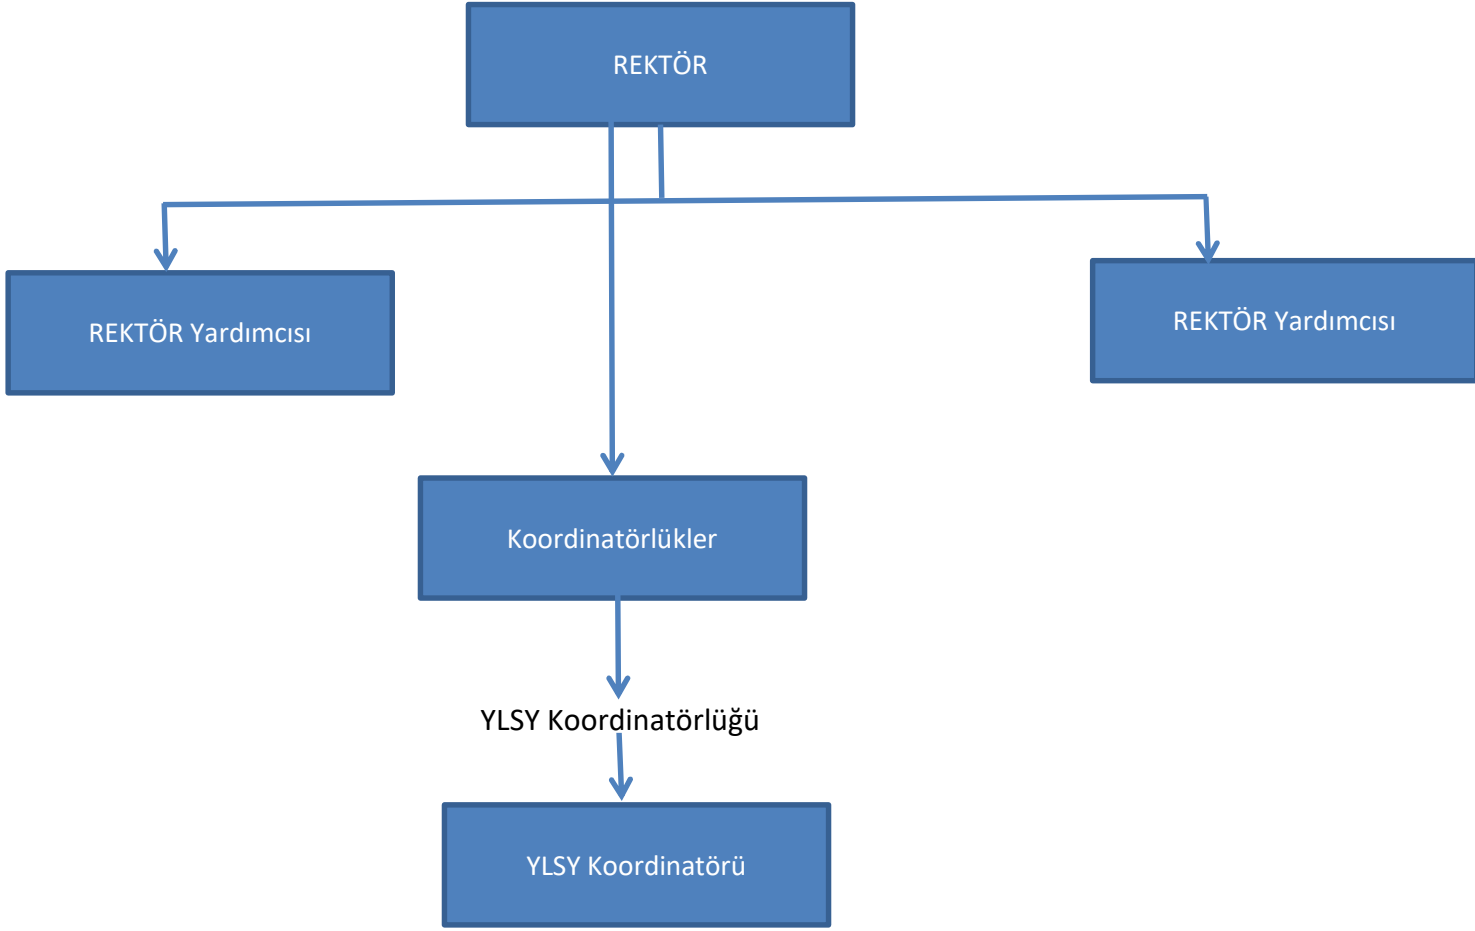 REKTÖR
REKTÖR Yardımcısı
REKTÖR Yardımcısı
Koordinatörlükler
YLSY Koordinatörlüğü
YLSY Koordinatörü